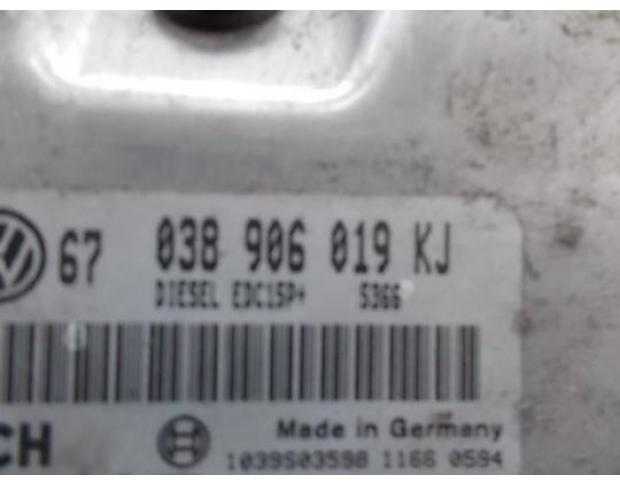 67 038 906 019 KJ
DIESEL EDC15P+ 5366
CH
Made in Germany
1039S03598 1166 0594